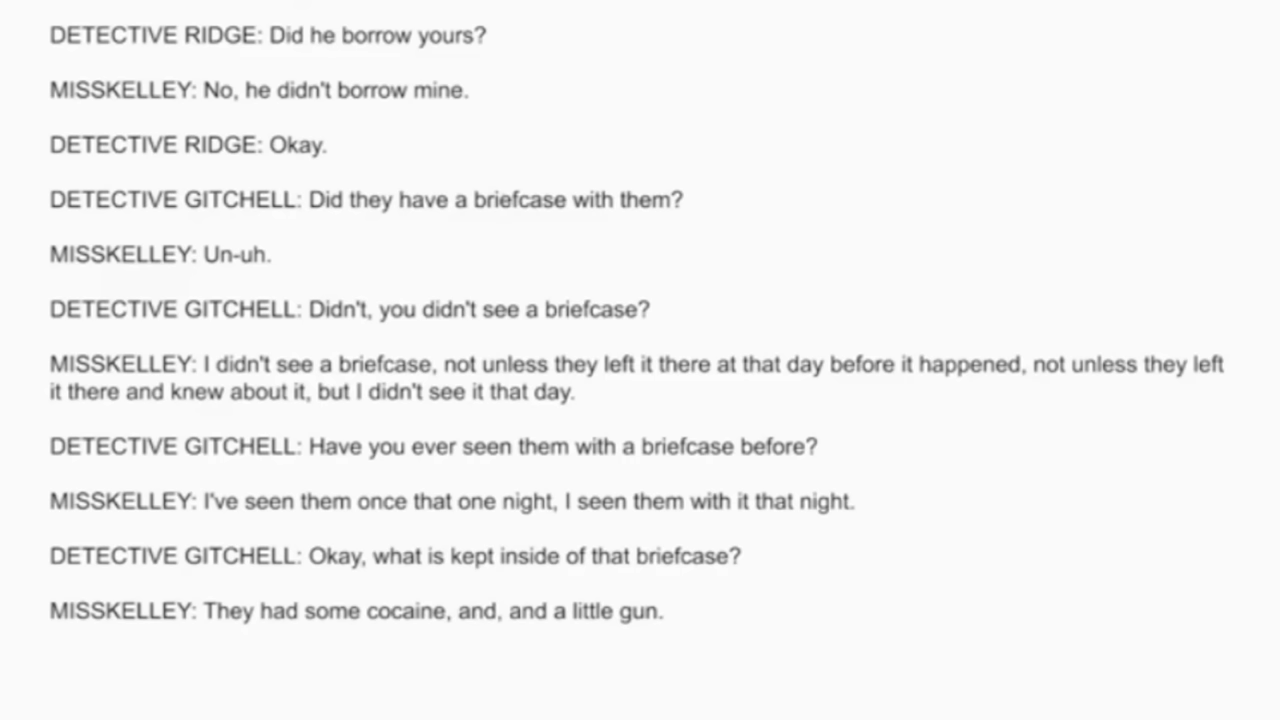 DETECTIVE RIDGE: Did he borrow yours?
MISSKELLEY: No, he didn't borrow mine.
DETECTIVE RIDGE: Okay.
DETECTIVE GITCHELL: Did they have a briefcase with them?
MISSKELLEY: Un-uh.
DETECTIVE GITCHELL: Didn't, you didn't see a briefcase?
MISSKELLEY: I didn't see a briefcase, not unless they left it there at that day before it happened, not unless they left
it there and knew about it, but I didn't see it that day.
DETECTIVE GITCHELL: Have you ever seen them with a briefcase before?
MISSKELLEY: I've seen them once that one night, I seen them with it that night.
DETECTIVE GITCHELL: Okay, what is kept inside of that briefcase?
MISSKELLEY: They had some cocaine, and, and a little gun.